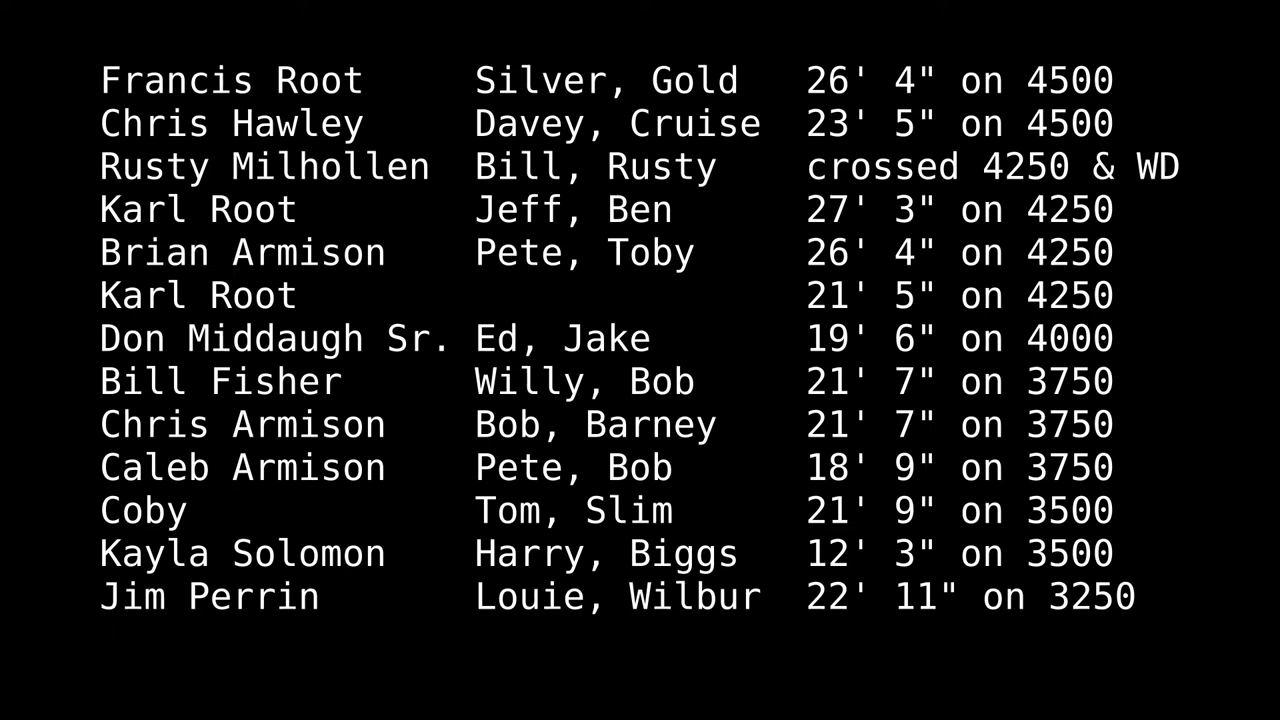 Francis Root Silver, Gold 26' 4" on 4500
Chris Hawley Davey, Cruise 23' 5" on 4500
Rusty Milhollen Bill, Rusty crossed 4250 & WD
Karl Root Jeff, Ben 27' 3" on 4250
Brian Armison Pete, Toby 26' 4" on 4250
Karl Root 21' 5" on 4250
Don Middaugh Sr. Ed, Jake 19' 6" on 4000
Bill Fisher Willy, Bob 21' 7" on 3750
Chris Armison Bob, Barney 21' 7" on 3750
Caleb Armison Pete, Bob 18' 9" on 3750
Coby Tom, Slim 21' 9" on 3500
Kayla Solomon Harry, Biggs 12' 3" on 3500
Jim Perrin Louie, Wilbur 22' 11" on 3250